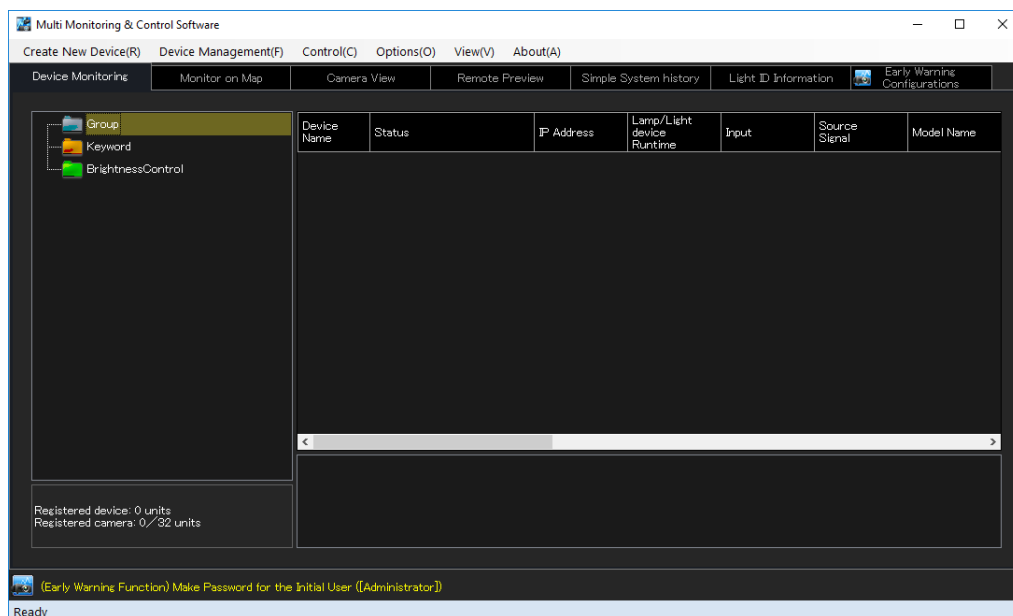 Multi Monitoring & Control Software
Create New Device(R) Device Management(F) Control(C) Options(O) View(V) About(A)
Device Monitoring Monitor on Map Camera View Remote Preview Simple System history Light ID Information Early Warning
Configurations
Group
Keyword
BrightnessControl
Device
Name
Status
IP Address
Lamp/Light
device
Runtime
Input
Source
Signal
Model Name
Registered device: 0 units
Registered camera: 0/32 units
(Early Warning Function) Make Password for the Initial User ([Administrator])
Ready